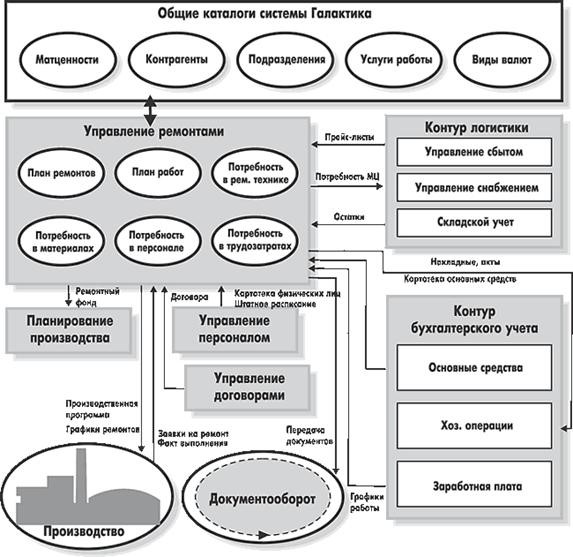 Общие каталоги системы Галактика
Матценности
Контрагенты
Подразделения
Услуги работы
Виды валют
Управление ремонтами
План ремонтов
План работ
Потребность
в рем. технике
Потребность
в материалах
Потребность
в персонале
Потребность
в трудозатратах
Прайс-листы
Потребность МЦ
Остатки
Контур логистики
Управление сбытом
Управление снабжением
Складской учет
Накладные, акты
Картотека основных средств
Ремонтный
фонд
Договора
Картотека физических лиц
Штатное расписание
Планирование
производства
Управление
персоналом
Управление
договорами
Контур
бухгалтерского учета
Основные средства
Хоз. операции
Заработная плата
Производственная
программа
Графики ремонтов
Заявки на ремонт
Факт выполнения
Передача
документов
Графики
работы
Производство
Документооборот